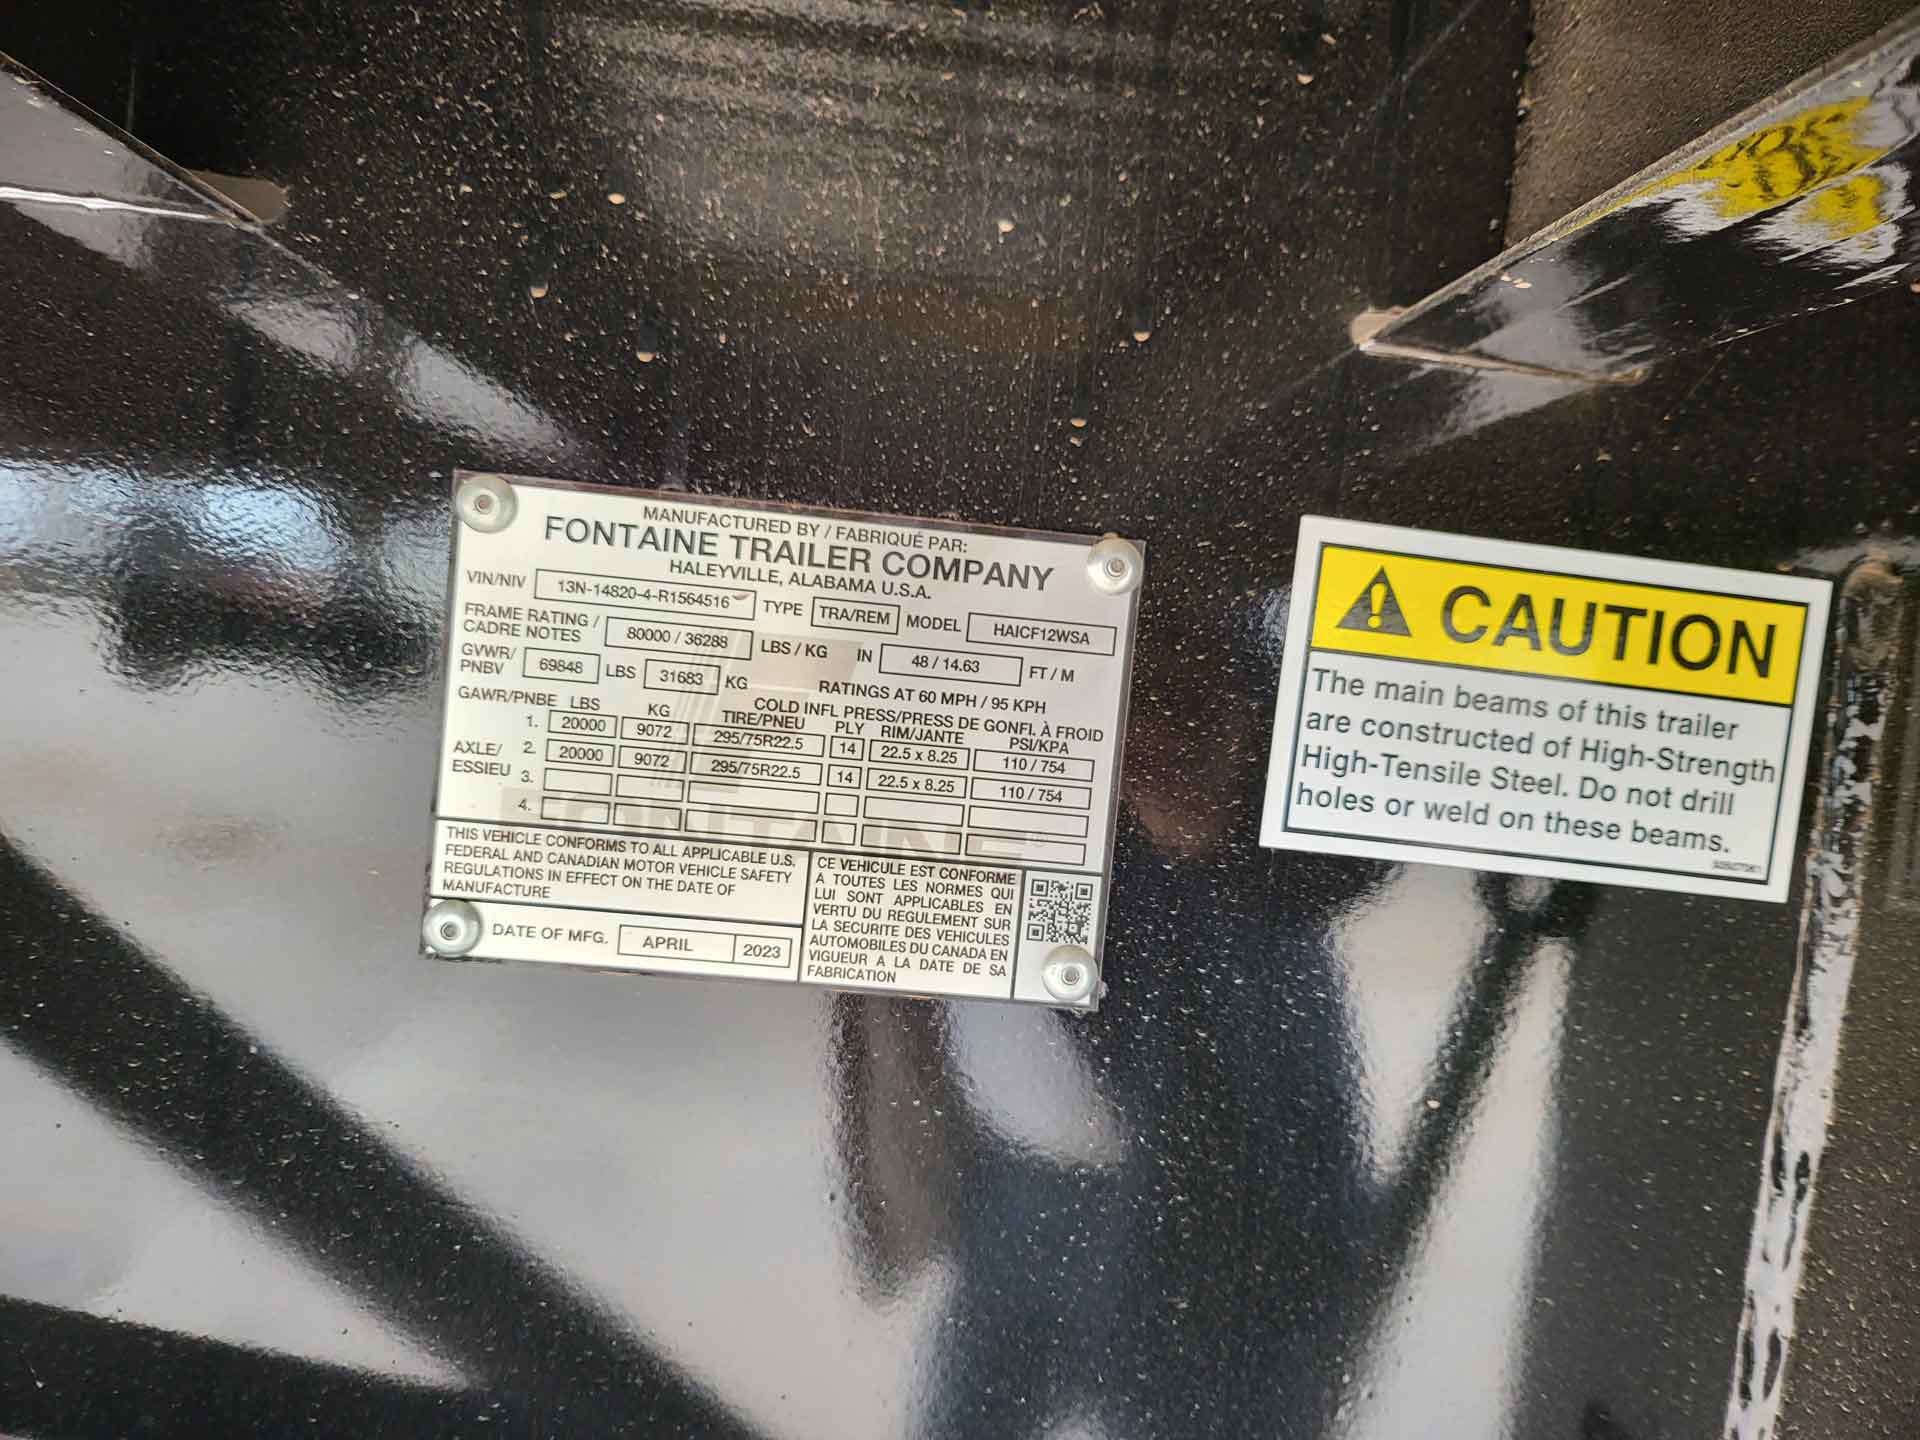 MANUFACTURED BY / FABRIQUÉ PAR:
FONTAINE TRAILER COMPANY
HALEYVILLE, ALABAMA U.S.A.
VIN/NIV 13N-14820-4-R1564516 TYPE TRA/REM MODEL HAICF12WSA
FRAME RATING / CADRE NOTES 80000 / 36288 LBS / KG IN 48 / 14.63 FT / M
GVWR/ PNBV 69848 LBS 31683 KG RATINGS AT 60 MPH / 95 KPH
COLD INFL PRESS/PRESS DE GONFL. À FROID
GAWR/PNBE LBS KG TIRE/PNEU PLY RIM/JANTE PSI/KPA
AXLE/ ESSIEU
1. 20000 9072 295/75R22.5 14 22.5 x 8.25 110 / 754
2. 20000 9072 295/75R22.5 14 22.5 x 8.25 110 / 754
3.
4.
FONTAINE
THIS VEHICLE CONFORMS TO ALL APPLICABLE U.S.
FEDERAL AND CANADIAN MOTOR VEHICLE SAFETY
REGULATIONS IN EFFECT ON THE DATE OF
MANUFACTURE
DATE OF MFG. APRIL 2023
CE VEHICULE EST CONFORME
A TOUTES LES NORMES QUI
LUI SONT APPLICABLES EN
VERTU DU REGULEMENT SUR
LA SECURITE DES VEHICULES
AUTOMOBILES DU CANADA EN
VIGUEUR A LA DATE DE SA
FABRICATION
CAUTION
The main beams of this trailer
are constructed of High-Strength
High-Tensile Steel. Do not drill
holes or weld on these beams.